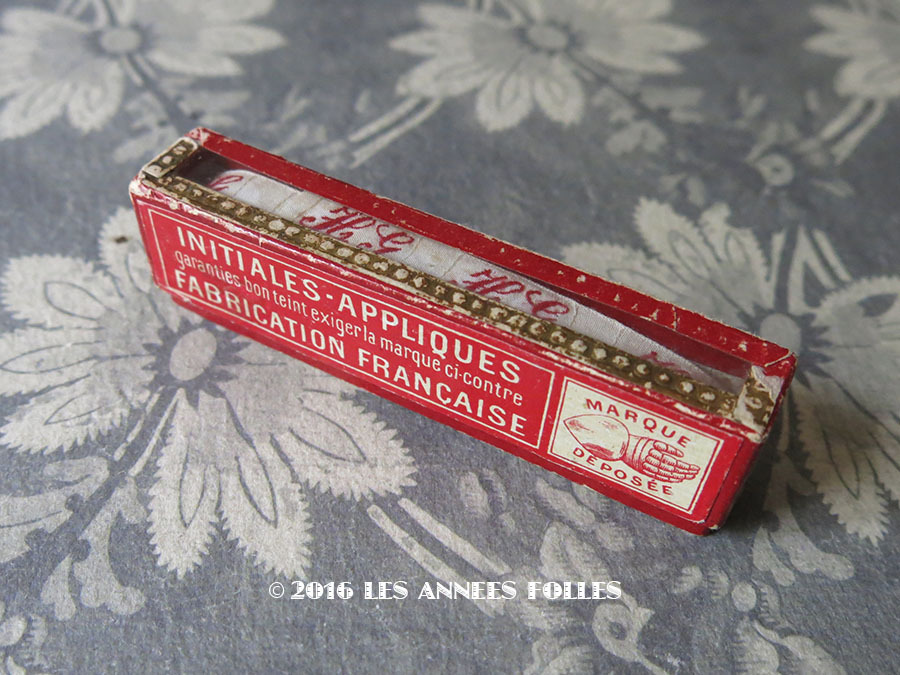 H G
H G
INITIALES-APPLIQUES
garanties bon teint exiger la marque ci-contre
FABRICATION FRANÇAISE
MARQUE
DÉPOSÉE
© 2016 LES ANNEES FOLLES